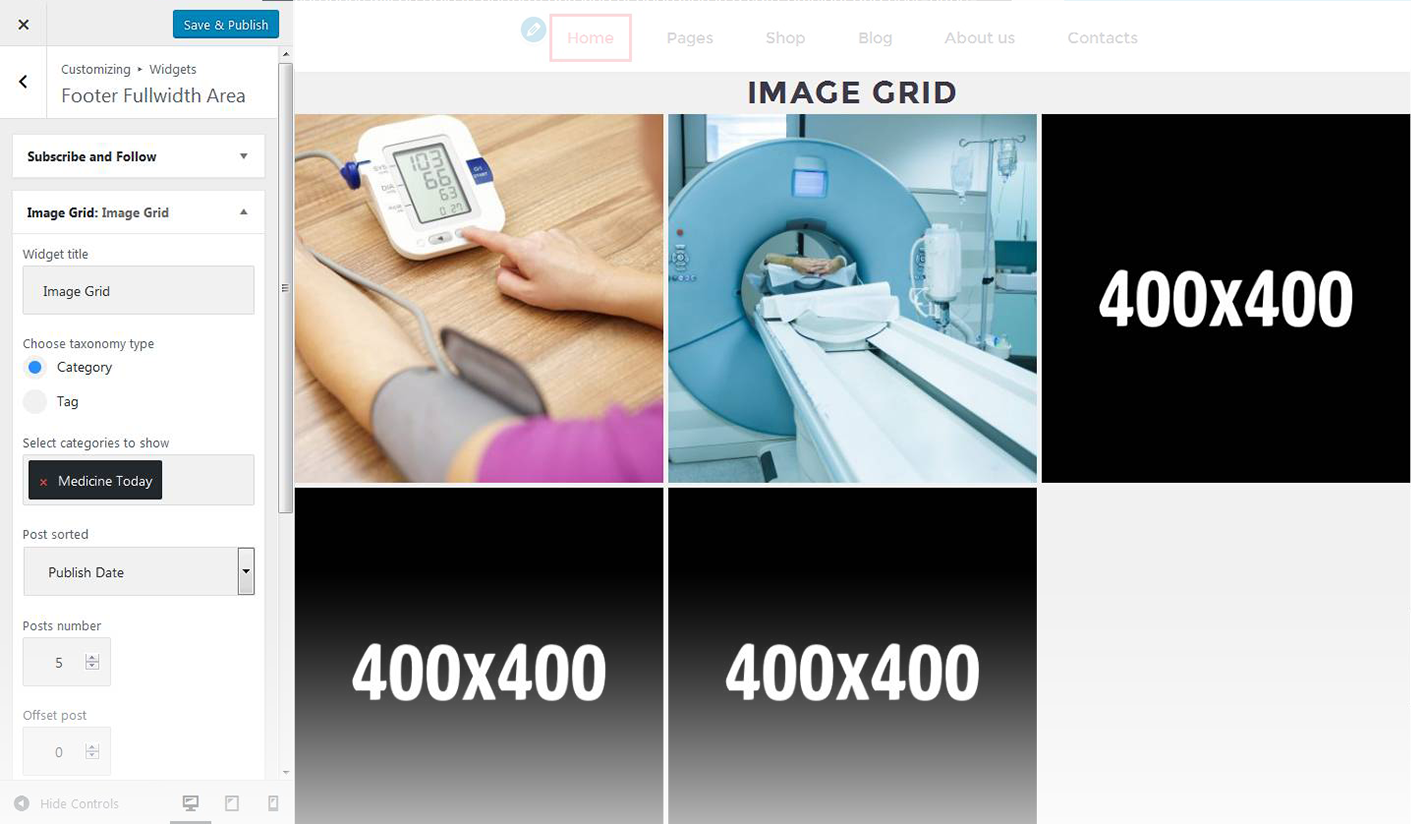 Save & Publish
Customizing ▸ Widgets
Footer Fullwidth Area
Subscribe and Follow
Image Grid: Image Grid
Widget title
Image Grid
Choose taxonomy type
Category
Tag
Select categories to show
× Medicine Today
Post sorted
Publish Date
Posts number
5
Offset post
0
Hide Controls
Home Pages Shop Blog About us Contacts
IMAGE GRID
SYS
103
DIA
66
63
0:27
O/I
START
400x400
400x400
400x400